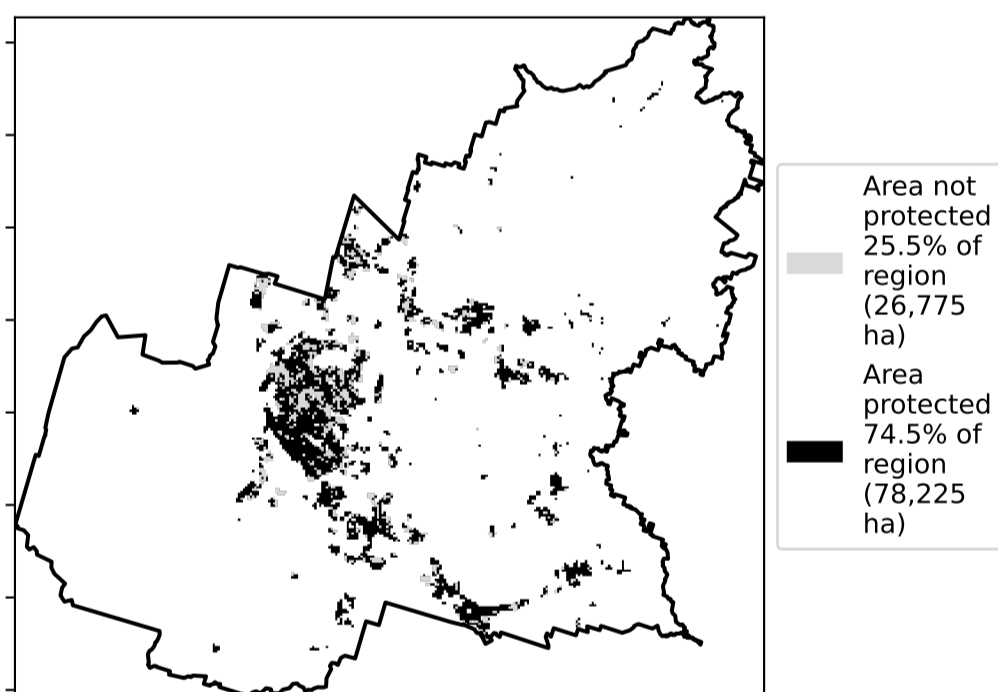 Area not
protected
25.5% of
region
(26,775
ha)
Area
protected
74.5% of
region
(78,225
ha)